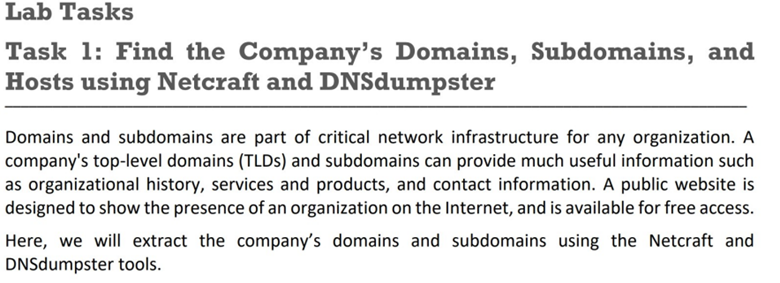 Lab Tasks
Task 1: Find the Company's Domains, Subdomains, and
Hosts using Netcraft and DNSdumpster
Domains and subdomains are part of critical network infrastructure for any organization. A
company's top-level domains (TLDs) and subdomains can provide much useful information such
as organizational history, services and products, and contact information. A public website is
designed to show the presence of an organization on the Internet, and is available for free access.
Here, we will extract the company's domains and subdomains using the Netcraft and
DNSdumpster tools.